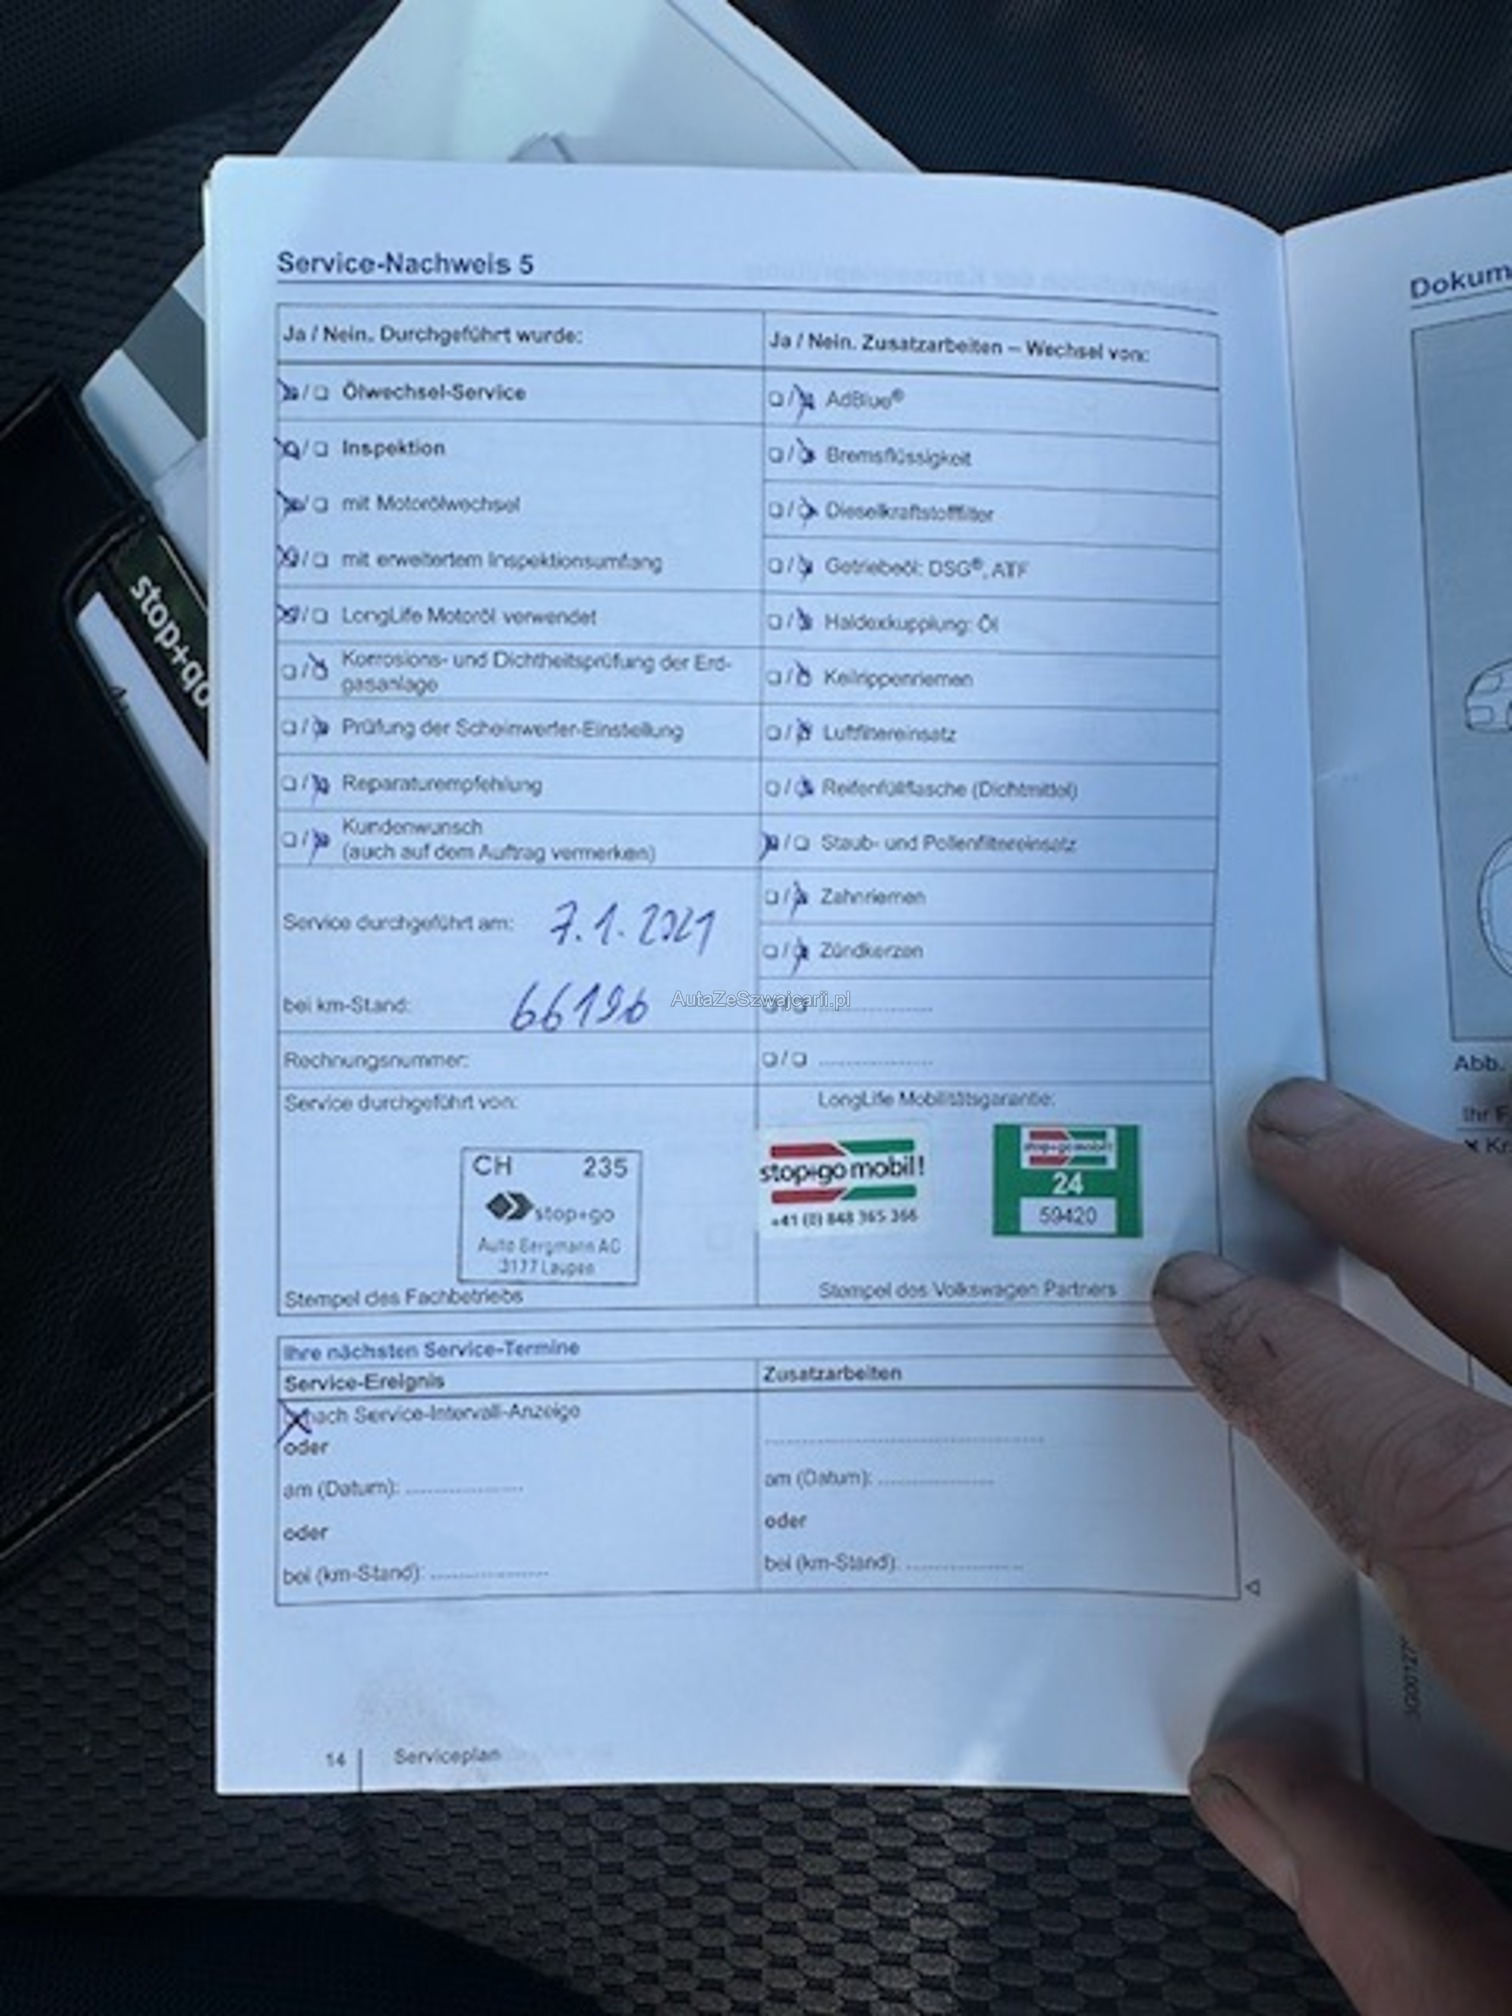 Service-Nachweis 5
Ja / Nein. Durchgeführt wurde:
Ölwechsel-Service
Inspektion
mit Motorölwechsel
mit erweitertem Inspektionsumfang
LongLife Motoröl verwendet
Korrosions- und Dichtheitsprüfung der Erd-
gasanlage
Prüfung der Scheinwerfer-Einstellung
Reparaturempfehlung
Kundenwunsch
(auch auf dem Auftrag vermerken)
Service durchgeführt am: 7.1.2021
bei km-Stand: 66196
Rechnungsnummer:
Service durchgeführt von:
CH 235
stop+go
Auto Bergmann AG
3177 Laupen
Stempel des Fachbetriebs
Ja / Nein. Zusatzarbeiten – Wechsel von:
AdBlue®
Bremsflüssigkeit
Dieselkraftstofffilter
Getriebeöl: DSG®, ATF
Haldexkupplung: Öl
Keilrippenriemen
Luftfiltereinsatz
Reifenfüllflasche (Dichtmittel)
Staub- und Pollenfiltereinsatz
Zahnriemen
Zündkerzen
AutaZeSzwajcarii.pl
LongLife Mobilitätsgarantie:
stop+go mobil!
+41 (0) 848 365 366
stop+go mobil!
24
59420
Stempel des Volkswagen Partners
Ihre nächsten Service-Termine
Service-Ereignis
nach Service-Intervall-Anzeige
oder
am (Datum):
oder
bei (km-Stand):
Zusatzarbeiten
am (Datum):
oder
bei (km-Stand):
14 Serviceplan
Dokum
Abb.
stop+go